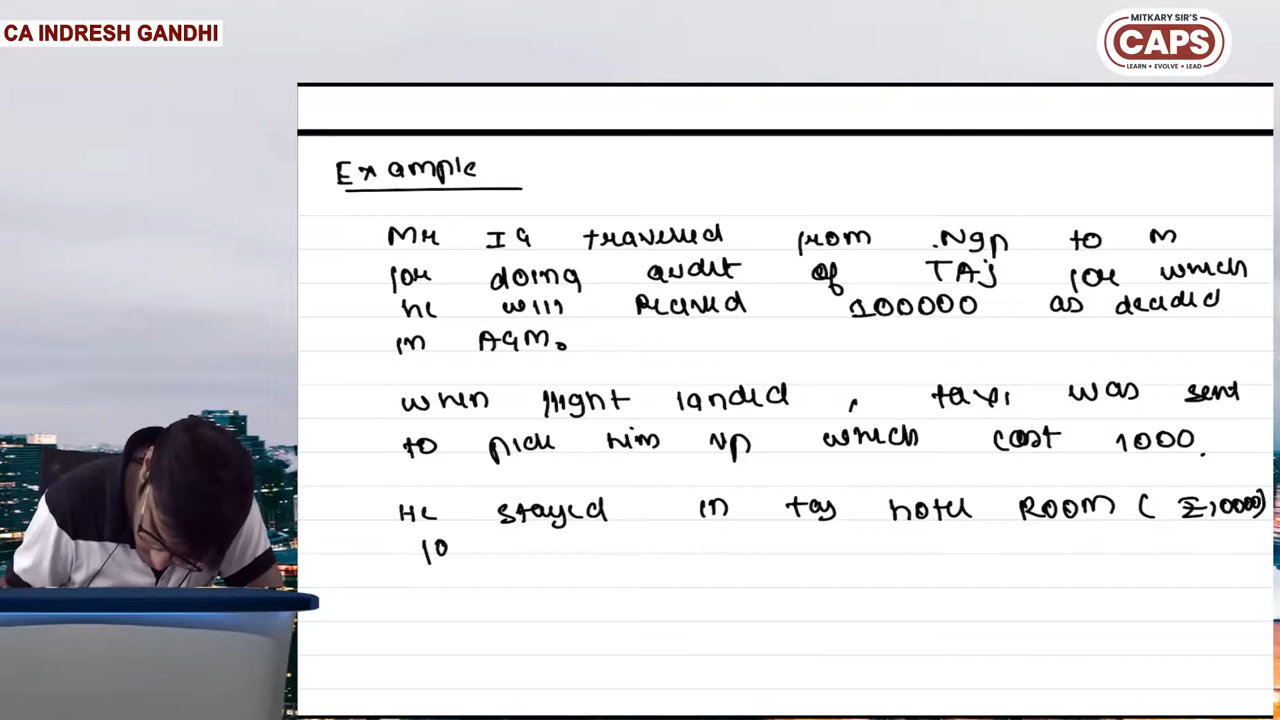 CA INDRESH GANDHI
MITKARY SIR'S
CAPS
LEARN • EVOLVE • LEAD
Example
Mr IG travelled from Ngp to M
for doing audit of TAj for which
he will received 100000 as decided
in AGM.
when flight landed, taxi was sent
to pick him up which cost 1000.
He stayed in taj hotel ROOM ( 10000)
10